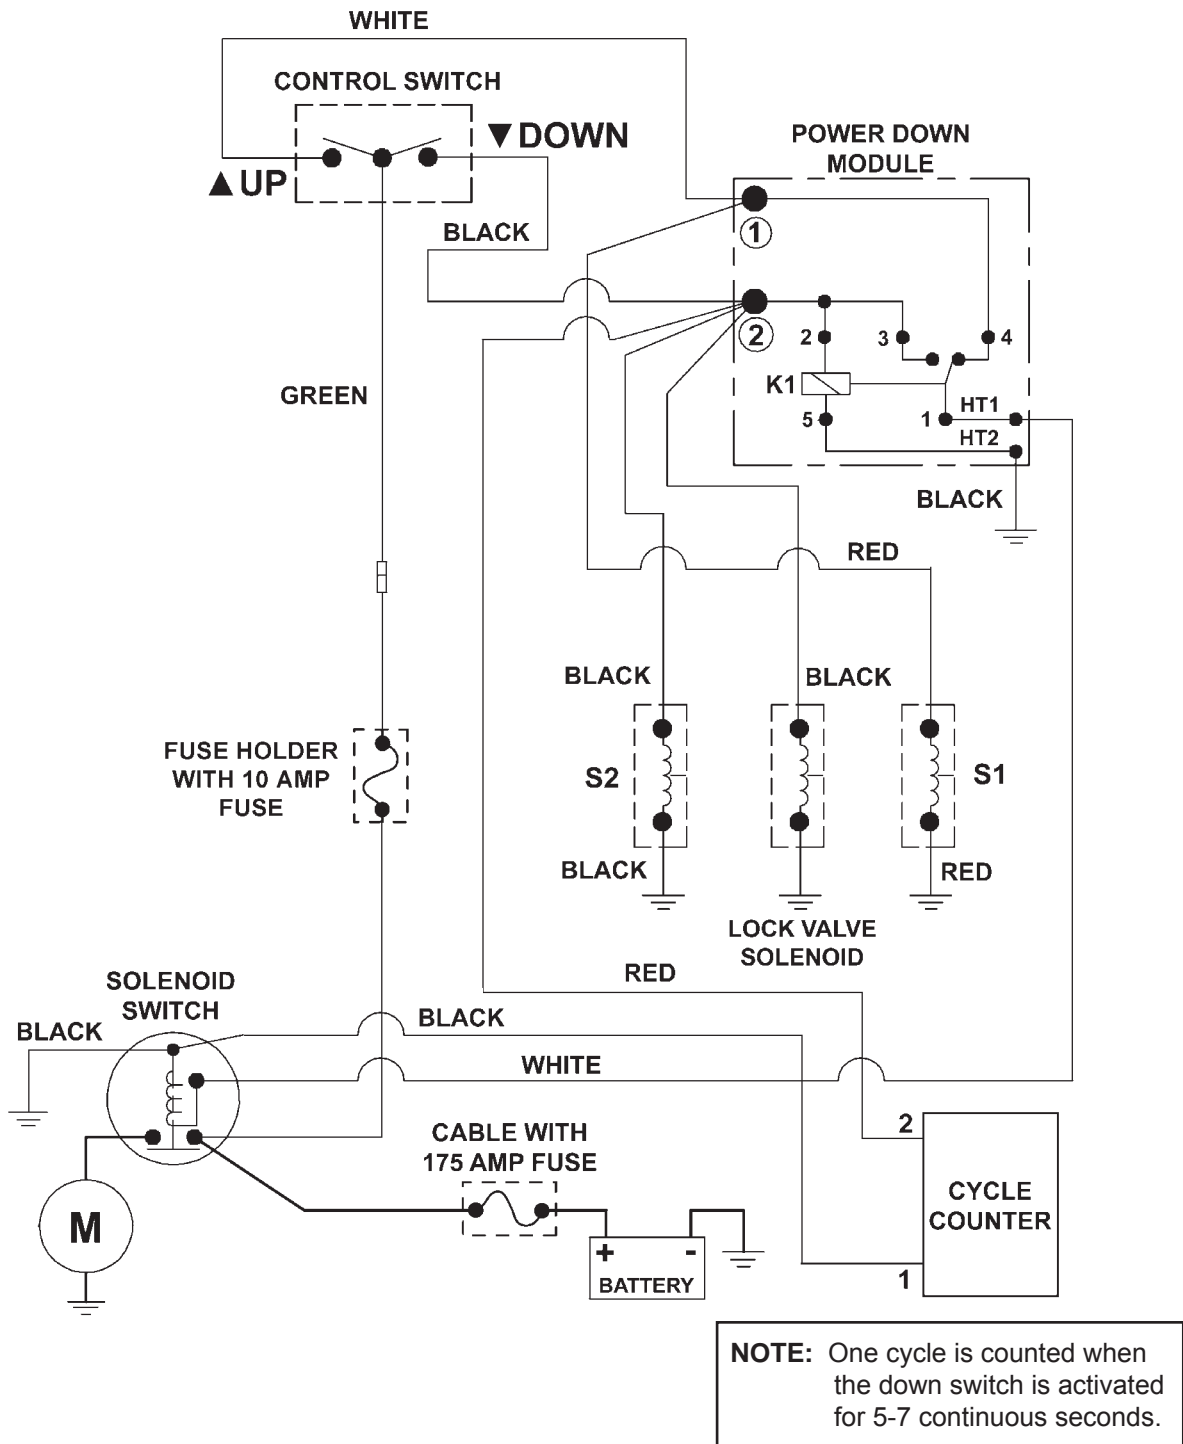 WHITE
CONTROL SWITCH
▼DOWN
▲UP
POWER DOWN
MODULE
BLACK
1
2
2
3
4
K1
GREEN
5
1
HT1
HT2
BLACK
RED
BLACK
BLACK
FUSE HOLDER
WITH 10 AMP
FUSE
S2
S1
BLACK
RED
LOCK VALVE
SOLENOID
RED
SOLENOID
SWITCH
BLACK
BLACK
WHITE
CABLE WITH
175 AMP FUSE
2
CYCLE
COUNTER
1
M
+ -
BATTERY
NOTE: One cycle is counted when
the down switch is activated
for 5-7 continuous seconds.